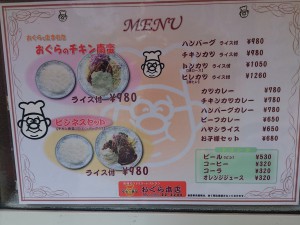 MENU
おぐらのチキン南蛮
ライス付 ¥980
ビジネスセット
ライス付 ¥980
ハンバーグ ライス付 ¥980
チキンカツ ライス付 ¥980
トンカツ ライス付 ¥1050
ヒレカツ ライス付 ¥1260
カツカレー ¥980
チキンカツカレー ¥980
ハンバーグカレー ¥980
ビーフカレー ¥650
ハヤシライス ¥650
お子様セット ¥680
ビール ¥530
コーヒー ¥320
コーラ ¥320
オレンジジュース ¥320
おぐら本店